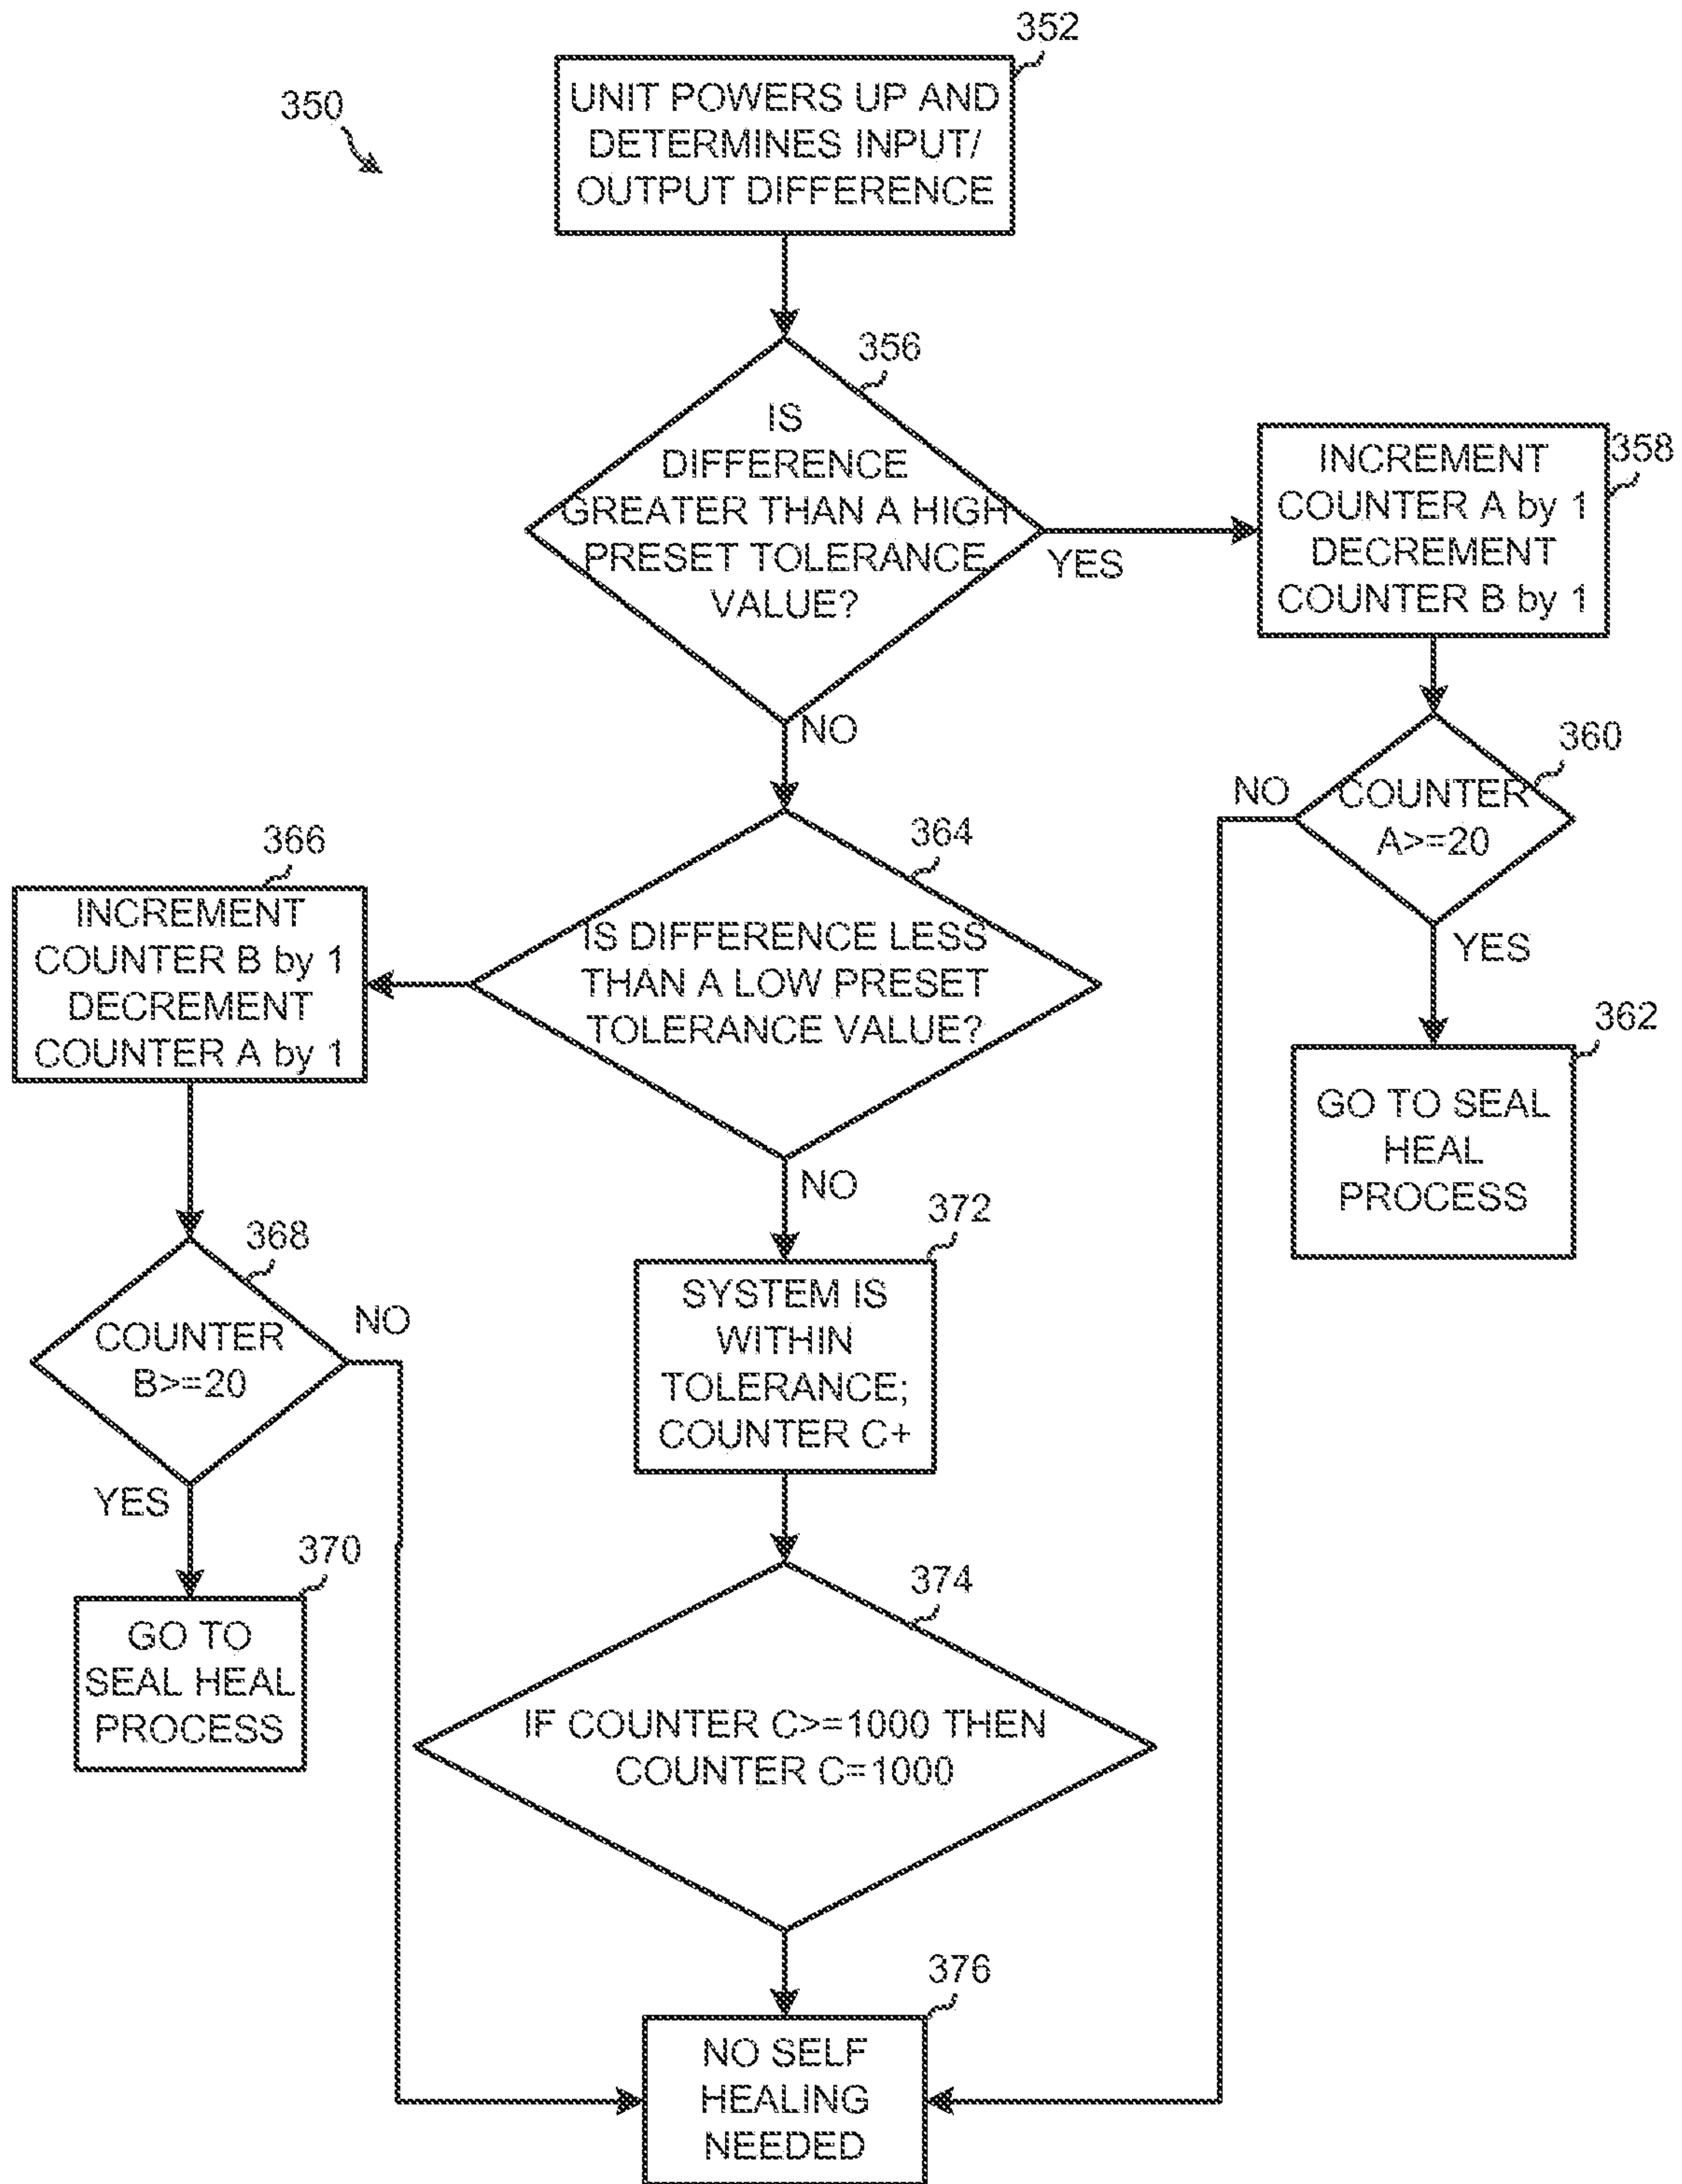 352
UNIT POWERS UP AND
DETERMINES INPUT/
OUTPUT DIFFERENCE
350
356
IS
DIFFERENCE
GREATER THAN A HIGH
PRESET TOLERANCE
VALUE?
YES
NO
358
INCREMENT
COUNTER A by 1
DECREMENT
COUNTER B by 1
360
COUNTER
A>=20
NO
YES
362
GO TO SEAL
HEAL
PROCESS
364
IS DIFFERENCE LESS
THAN A LOW PRESET
TOLERANCE VALUE?
NO
366
INCREMENT
COUNTER B by 1
DECREMENT
COUNTER A by 1
368
COUNTER
B>=20
NO
YES
370
GO TO
SEAL HEAL
PROCESS
372
SYSTEM IS
WITHIN
TOLERANCE;
COUNTER C+
374
IF COUNTER C>=1000 THEN
COUNTER C=1000
376
NO SELF
HEALING
NEEDED